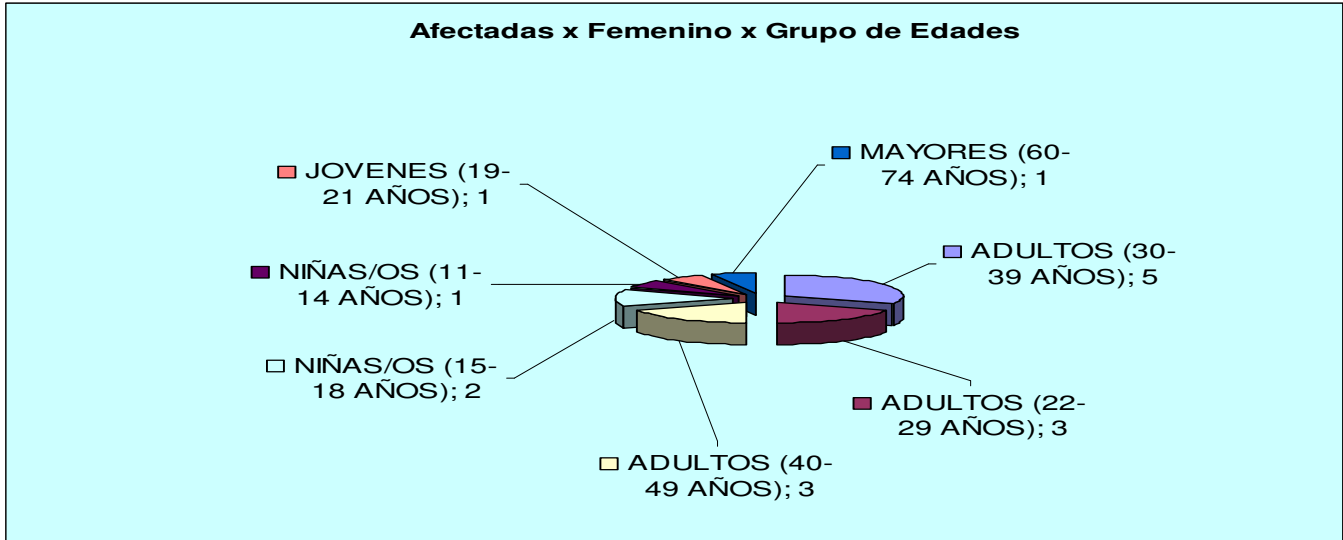 Afectadas x Femenino x Grupo de Edades
MAYORES (60-
74 AÑOS); 1
JOVENES (19-
21 AÑOS); 1
ADULTOS (30-
39 AÑOS); 5
NIÑAS/OS (11-
14 AÑOS); 1
NIÑAS/OS (15-
18 AÑOS); 2
ADULTOS (22-
29 AÑOS); 3
ADULTOS (40-
49 AÑOS); 3